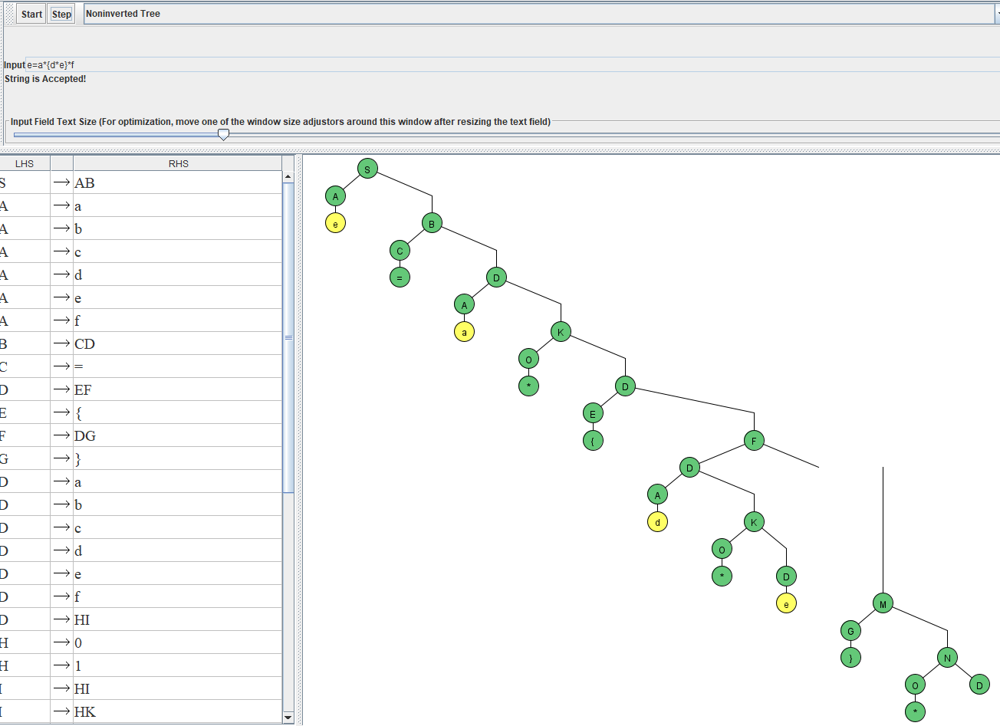 Start Step Noninverted Tree
Input e=a*{d*e}*f
String is Accepted!
Input Field Text Size (For optimization, move one of the window size adjustors around this window after resizing the text field)
LHS RHS
S → AB
A → a
A → b
A → c
A → d
A → e
A → f
B → CD
C → =
D → EF
E → {
F → DG
G → }
D → a
D → b
D → c
D → d
D → e
D → f
D → HI
H → 0
H → 1
I → HI
I → HK
S
A
e B
C
= D
A
a K
O
* D
E
{ F
D
A
d K
O
* D
e M
G
} N
O D
*